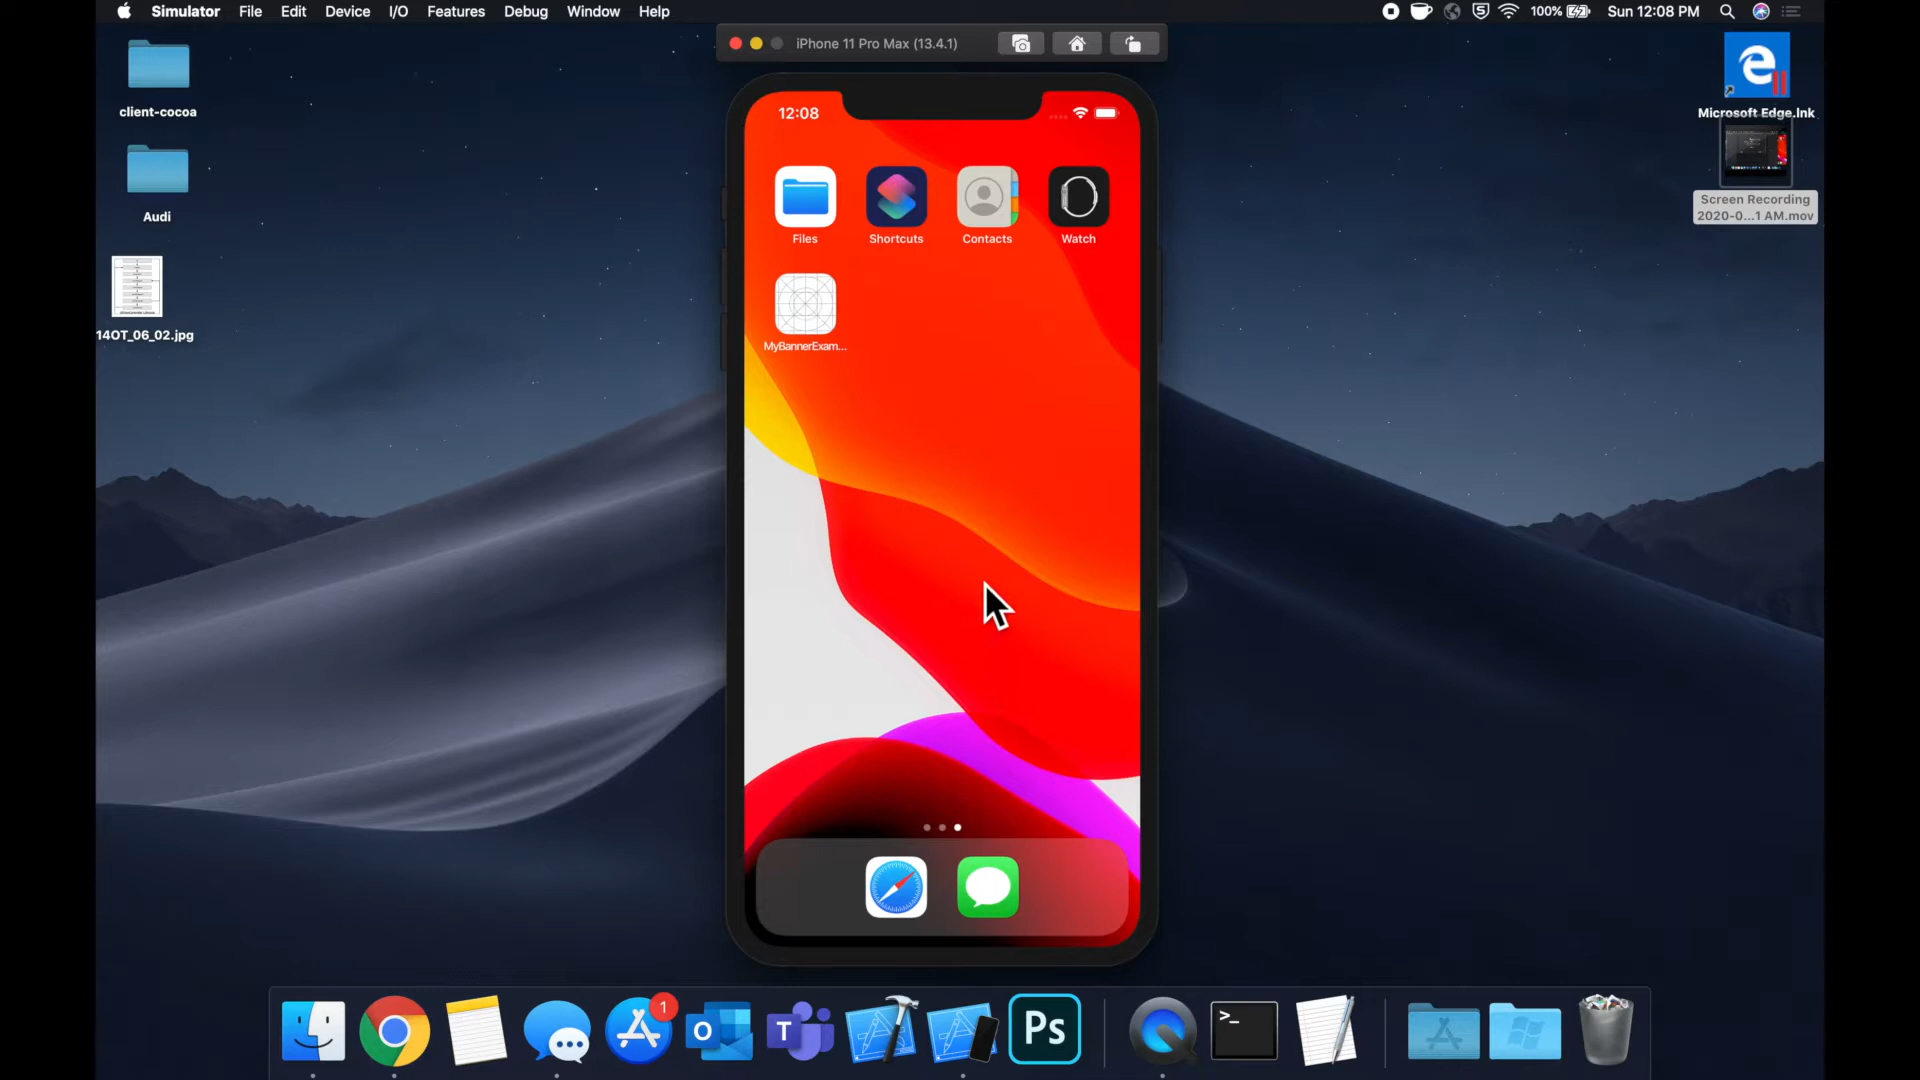 Simulator File Edit Device I/O Features Debug Window Help
100% Sun 12:08 PM
iPhone 11 Pro Max (13.4.1)
client-cocoa
Audi
14OT_06_02.jpg
Microsoft Edge.lnk
Screen Recording
2020-0...1 AM.mov
12:08
Files Shortcuts Contacts Watch
MyBannerExam...
1
O
T
Ps
>_